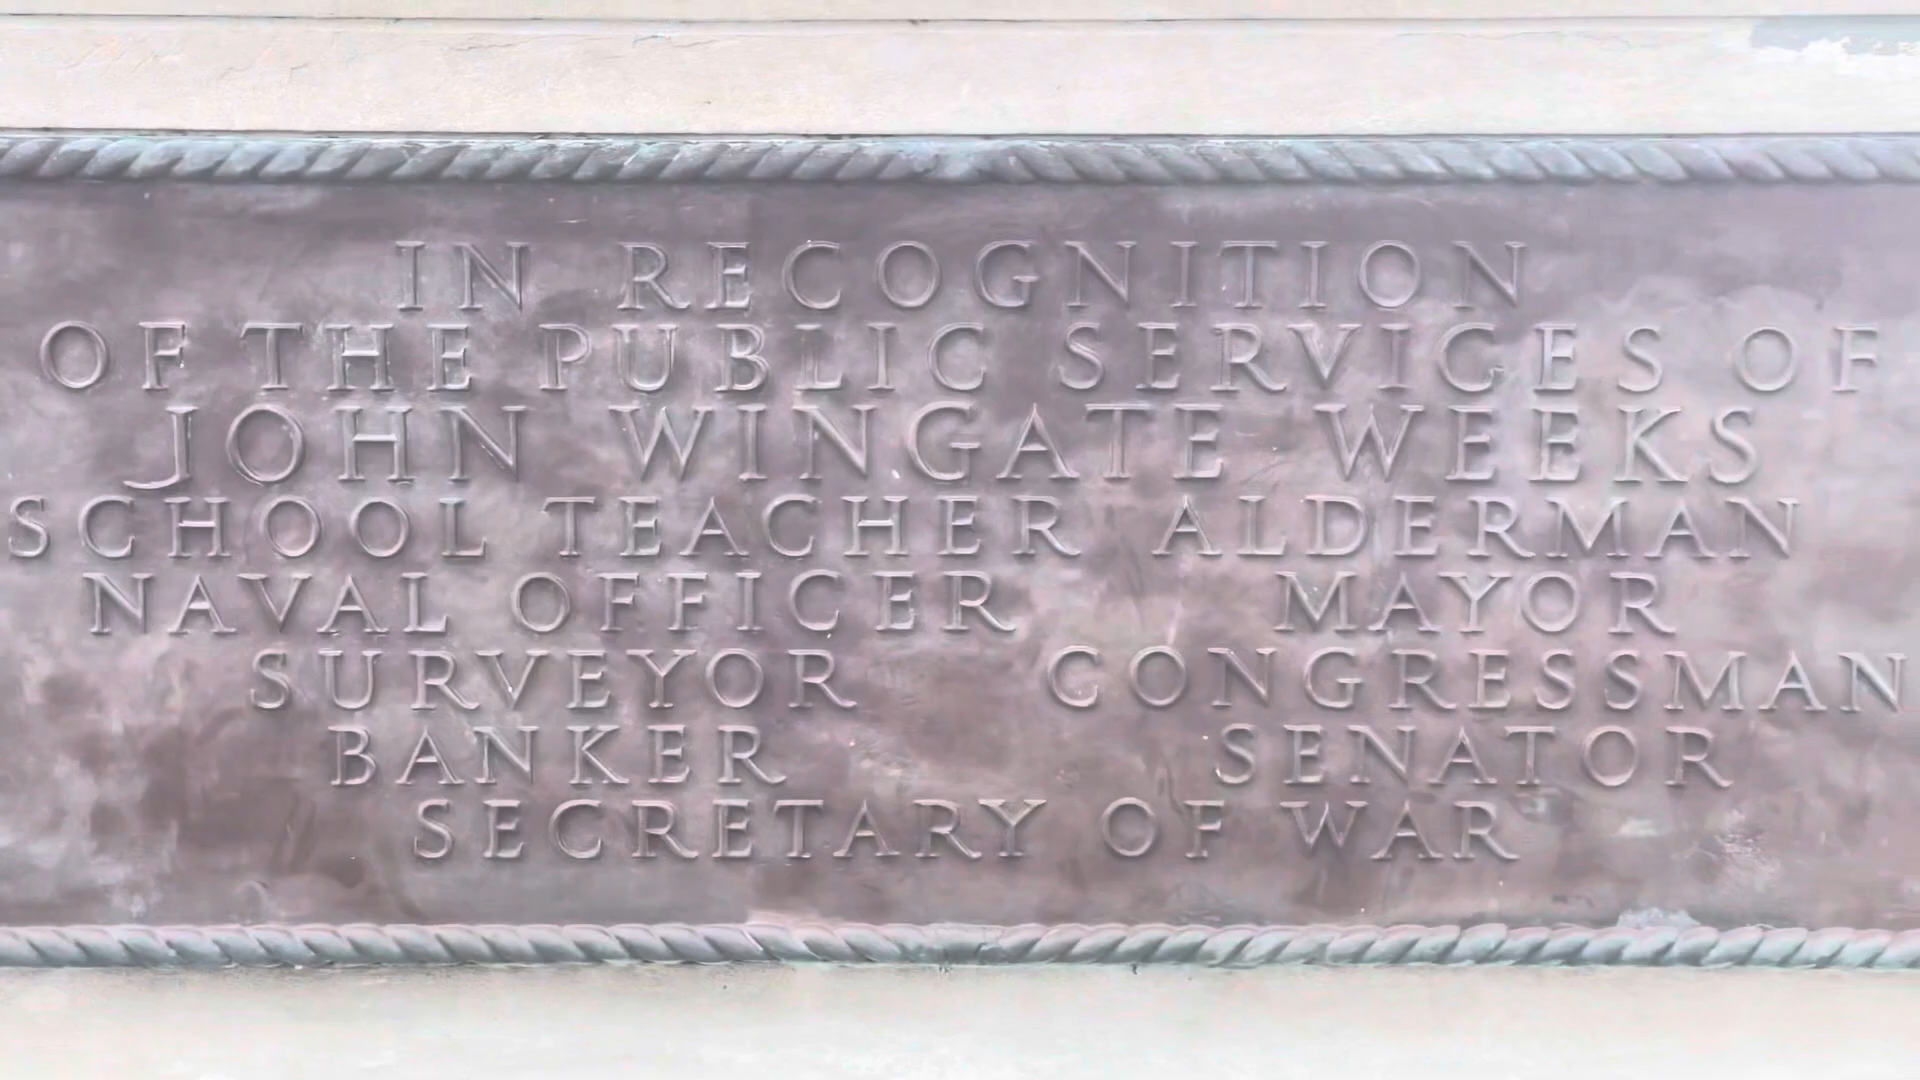 IN RECOGNITION
OF THE PUBLIC SERVICES OF
JOHN WINGATE WEEKS
SCHOOL TEACHER ALDERMAN
NAVAL OFFICER MAYOR
SURVEYOR CONGRESSMAN
BANKER SENATOR
SECRETARY OF WAR